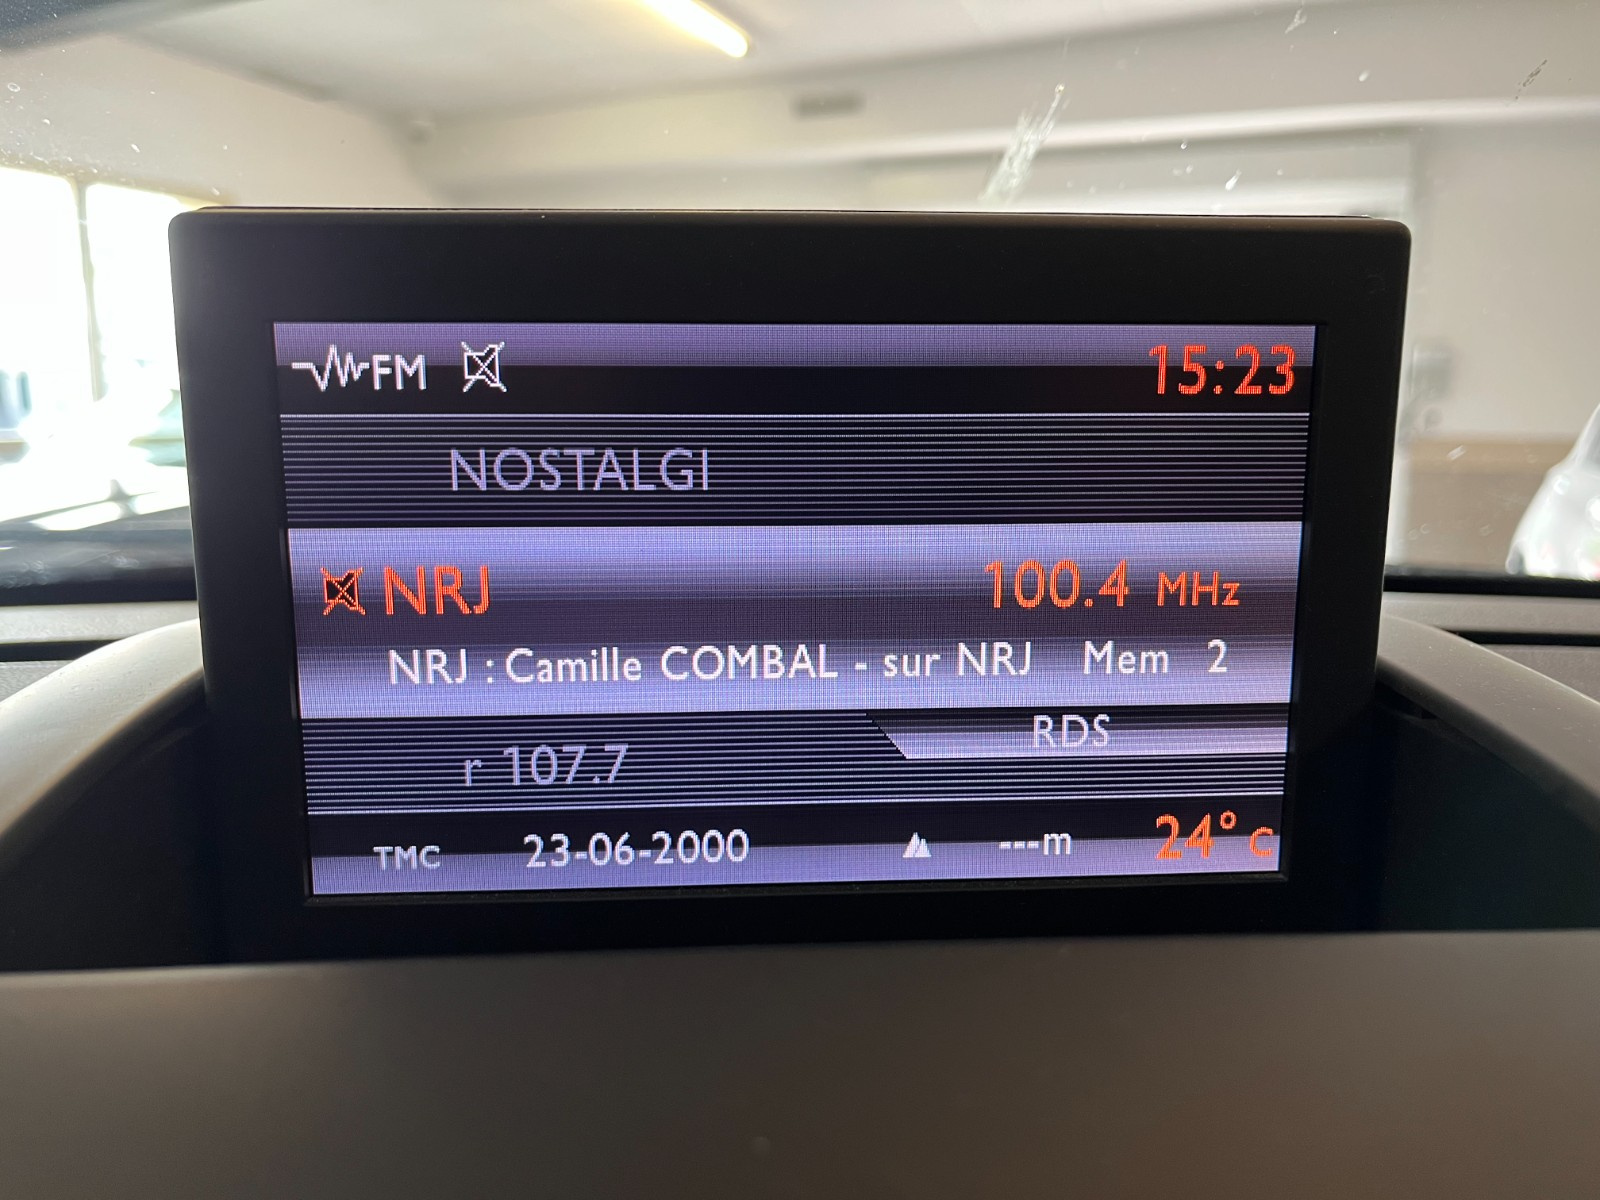 FM 15:23
NOSTALGI
NRJ 100.4 MHz
NRJ : Camille COMBAL - sur NRJ Mem 2
RDS
r 107.7
TMC 23-06-2000 ---m 24° C